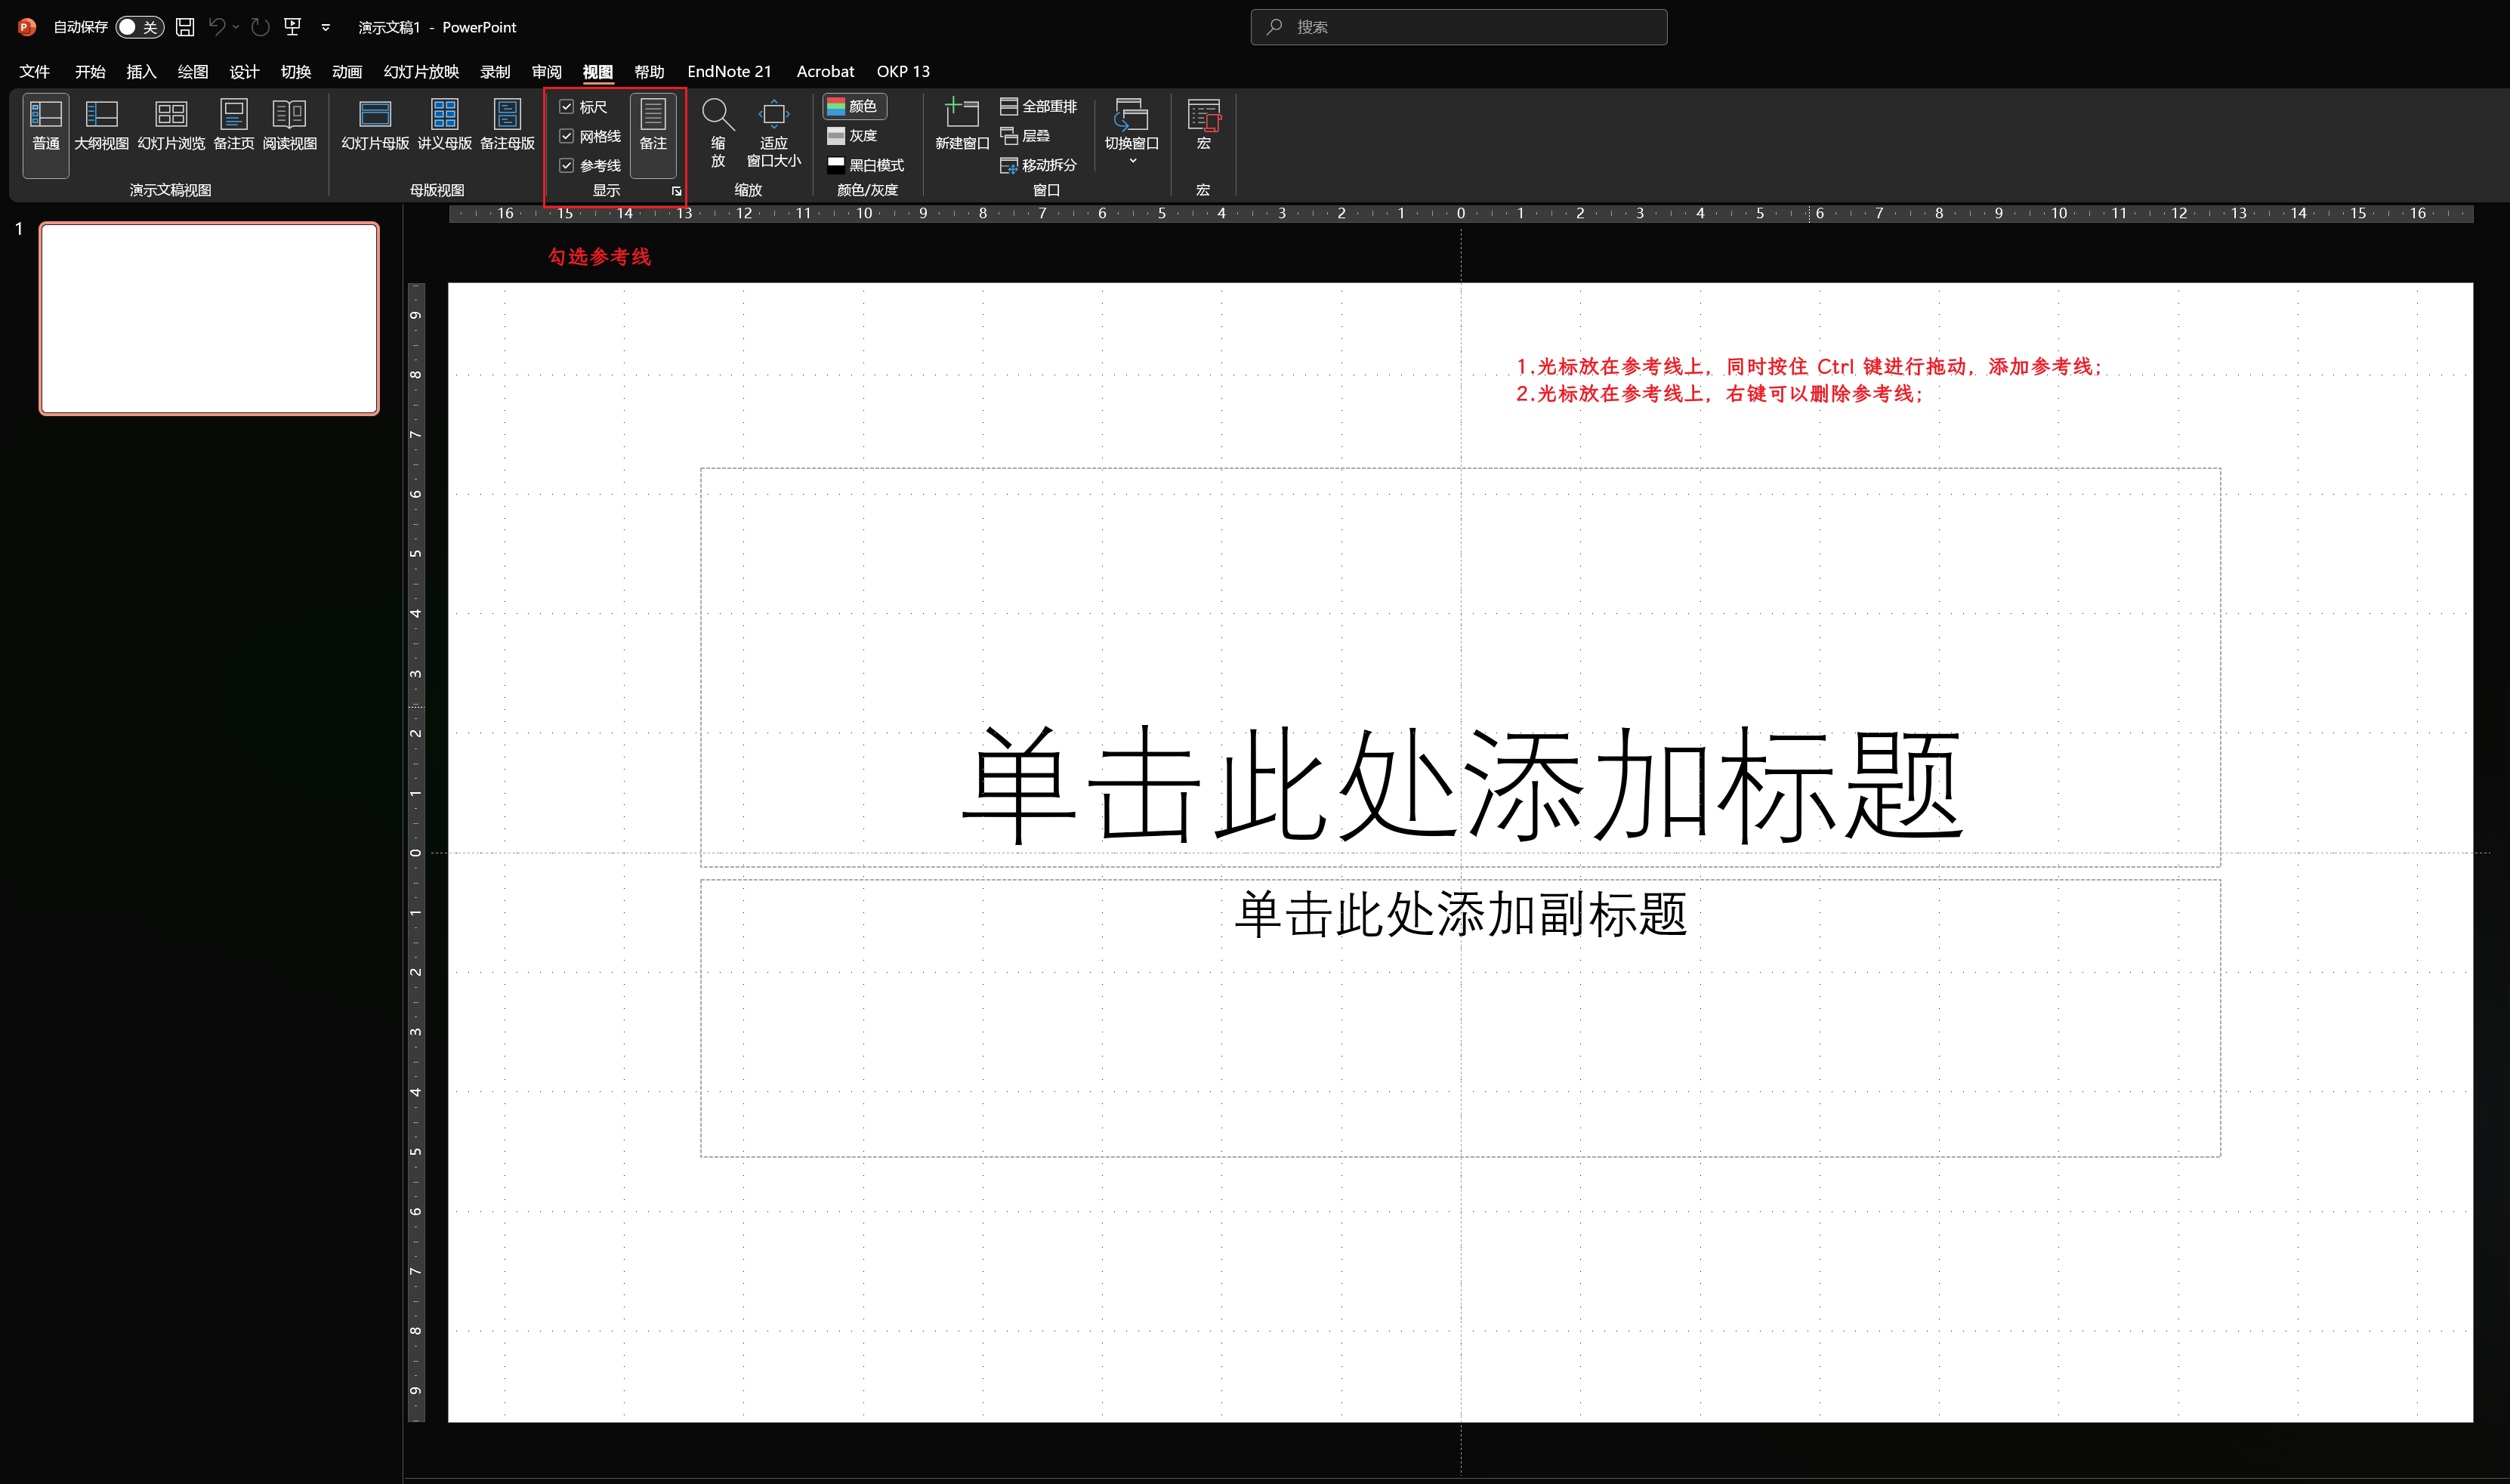 自动保存 关 演示文稿1 - PowerPoint 搜索
文件 开始 插入 绘图 设计 切换 动画 幻灯片放映 录制 审阅 视图 帮助 EndNote 21 Acrobat OKP 13
普通 大纲视图 幻灯片浏览 备注页 阅读视图
演示文稿视图
幻灯片母版 讲义母版 备注母版
母版视图
标尺
网格线
参考线
备注
显示
缩放
适应
窗口大小
缩放
颜色
灰度
黑白模式
颜色/灰度
新建窗口
全部重排
层叠
移动拆分
切换窗口
窗口
宏
宏
16 15 14 13 12 11 10 9 8 7 6 5 4 3 2 1 0 1 2 3 4 5 6 7 8 9 10 11 12 13 14 15 16
1
勾选参考线
9 8 7 6 5 4 3 2 1 0 1 2 3 4 5 6 7 8 9
1.光标放在参考线上，同时按住 Ctrl 键进行拖动，添加参考线；
2.光标放在参考线上，右键可以删除参考线；
单击此处添加标题
单击此处添加副标题